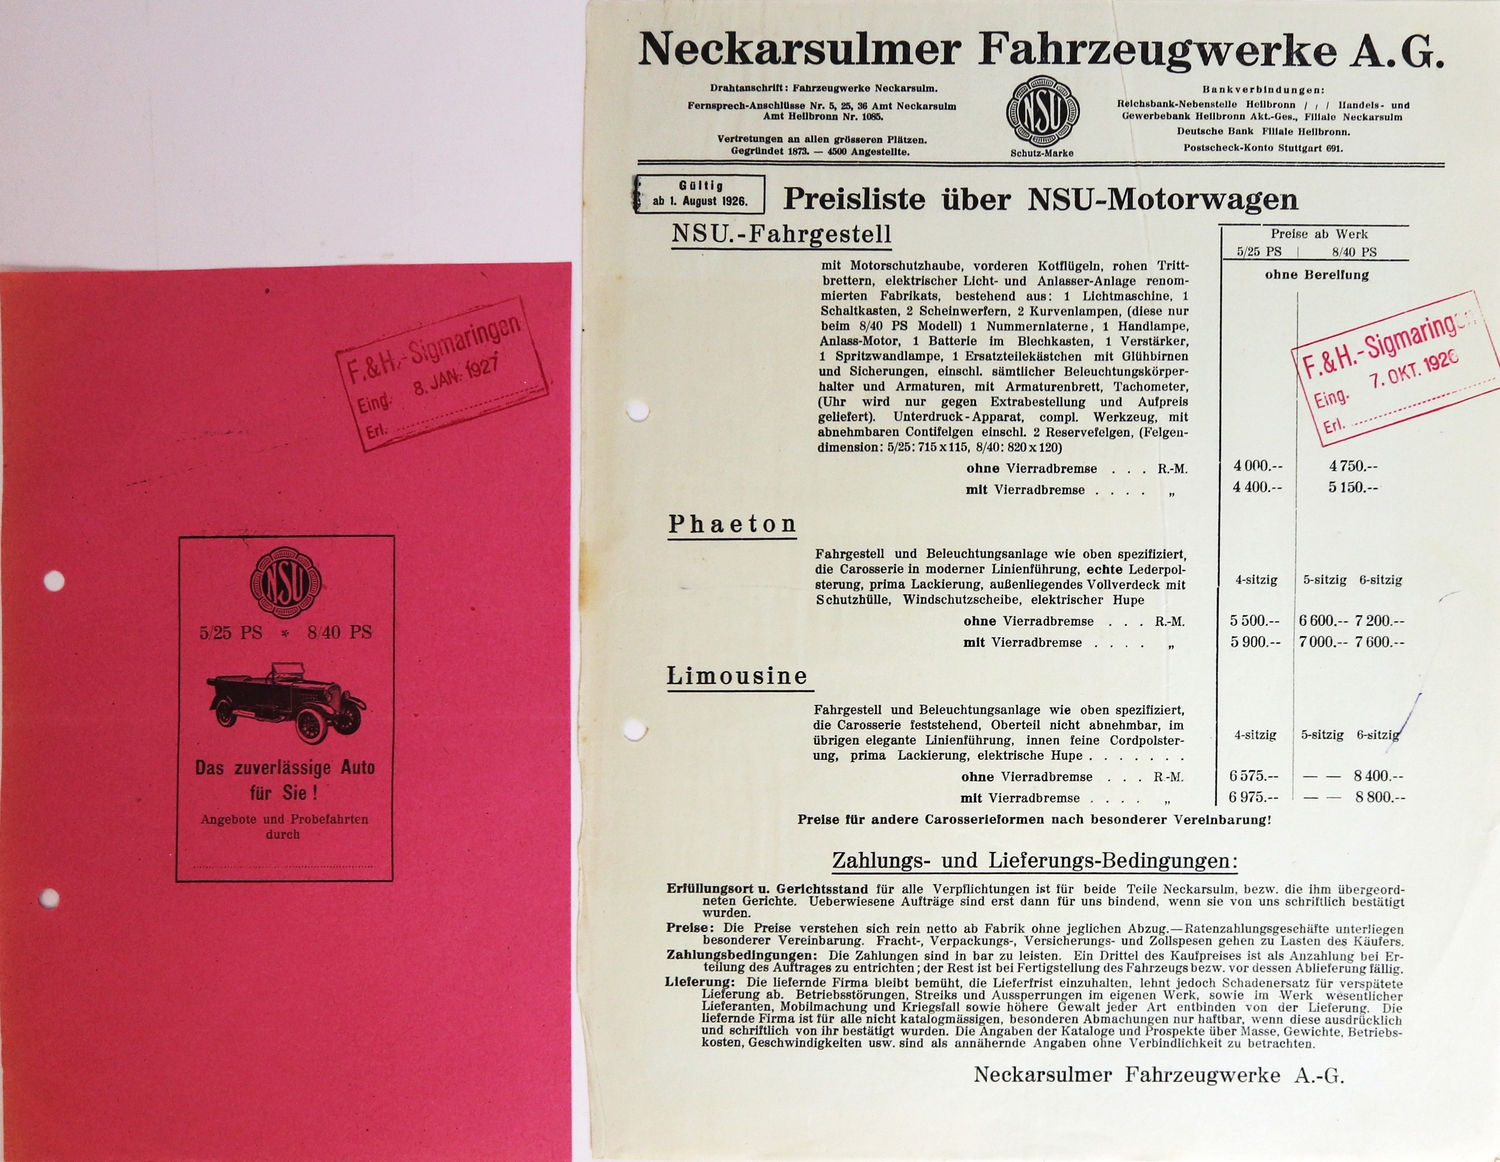 F.&H.-Sigmaringen
Eing. 8. JAN. 1927
Erl.
NSU
5/25 PS * 8/40 PS
Das zuverlässige Auto
für Sie!
Angebote und Probefahrten
durch
Neckarsulmer Fahrzeugwerke A.G.
Drahtanschrift: Fahrzeugwerke Neckarsulm.
Fernsprech-Anschlüsse Nr. 5, 25, 36 Amt Neckarsulm
Amt Heilbronn Nr. 1085.
Vertretungen an allen grösseren Plätzen.
Gegründet 1873. — 4500 Angestellte.
NSU
Schutz-Marke
Bankverbindungen:
Reichsbank-Nebenstelle Heilbronn / / / Handels- und
Gewerbebank Heilbronn Akt.-Ges., Filiale Neckarsulm
Deutsche Bank Filiale Heilbronn.
Postscheck-Konto Stuttgart 691.
Gültig
ab 1. August 1926.
Preisliste über NSU-Motorwagen
NSU.-Fahrgestell
Preise ab Werk
5/25 PS | 8/40 PS
ohne Bereifung
mit Motorschutzhaube, vorderen Kotflügeln, rohen Tritt-
brettern, elektrischer Licht- und Anlasser-Anlage renom-
mierten Fabrikats, bestehend aus: 1 Lichtmaschine, 1
Schaltkasten, 2 Scheinwerfern, 2 Kurvenlampen, (diese nur
beim 8/40 PS Modell) 1 Nummernlaterne, 1 Handlampe,
Anlass-Motor, 1 Batterie im Blechkasten, 1 Verstärker,
1 Spritzwandlampe, 1 Ersatzteilekästchen mit Glühbirnen
und Sicherungen, einschl. sämtlicher Beleuchtungskörper-
halter und Armaturen, mit Armaturenbrett, Tachometer,
(Uhr wird nur gegen Extrabestellung und Aufpreis
geliefert). Unterdruck-Apparat, compl. Werkzeug, mit
abnehmbaren Contifelgen einschl. 2 Reservefelgen, (Felgen-
dimension: 5/25: 715x115, 8/40: 820x120)
F.&H.-Sigmaringen
Eing. 7. OKT. 1926
Erl.
ohne Vierradbremse . . . R.-M. 4 000.-- 4 750.--
mit Vierradbremse . . . . „ 4 400.-- 5 150.--
Phaeton
Fahrgestell und Beleuchtungsanlage wie oben spezifiziert,
die Carosserie in moderner Linienführung, echte Lederpol-
sterung, prima Lackierung, außenliegendes Vollverdeck mit
Schutzhülle, Windschutzscheibe, elektrischer Hupe
4-sitzig 5-sitzig 6-sitzig
ohne Vierradbremse . . . R.-M. 5 500.-- 6 600.-- 7 200.--
mit Vierradbremse . . . . „ 5 900.-- 7 000.-- 7 600.--
Limousine
Fahrgestell und Beleuchtungsanlage wie oben spezifiziert,
die Carosserie feststehend, Oberteil nicht abnehmbar, im
übrigen elegante Linienführung, innen feine Cordpolster-
ung, prima Lackierung, elektrische Hupe . . . . . . .
4-sitzig 5-sitzig 6-sitzig
ohne Vierradbremse . . . R-M. 6 575.-- — — 8 400.--
mit Vierradbremse . . . . „ 6 975.-- — — 8 800.--
Preise für andere Carosserieformen nach besonderer Vereinbarung!
Zahlungs- und Lieferungs-Bedingungen:
Erfüllungsort u. Gerichtsstand für alle Verpflichtungen ist für beide Teile Neckarsulm, bezw. die ihm übergeord-
neten Gerichte. Ueberwiesene Aufträge sind erst dann für uns bindend, wenn sie von uns schriftlich bestätigt
wurden.
Preise: Die Preise verstehen sich rein netto ab Fabrik ohne jeglichen Abzug.—Ratenzahlungsgeschäfte unterliegen
besonderer Vereinbarung. Fracht-, Verpackungs-, Versicherungs- und Zollspesen gehen zu Lasten des Käufers.
Zahlungsbedingungen: Die Zahlungen sind in bar zu leisten. Ein Drittel des Kaufpreises ist als Anzahlung bei Er-
teilung des Auftrages zu entrichten; der Rest ist bei Fertigstellung des Fahrzeugs bezw. vor dessen Ablieferung fällig.
Lieferung: Die liefernde Firma bleibt bemüht, die Lieferfrist einzuhalten, lehnt jedoch Schadenersatz für verspätete
Lieferung ab. Betriebsstörungen, Streiks und Aussperrungen im eigenen Werk, sowie im Werk wesentlicher
Lieferanten, Mobilmachung und Kriegsfall sowie höhere Gewalt jeder Art entbinden von der Lieferung. Die
liefernde Firma ist für alle nicht katalogmässigen, besonderen Abmachungen nur haftbar, wenn diese ausdrücklich
und schriftlich von ihr bestätigt wurden. Die Angaben der Kataloge und Prospekte über Masse, Gewichte, Betriebs-
kosten, Geschwindigkeiten usw. sind als annähernde Angaben ohne Verbindlichkeit zu betrachten.
Neckarsulmer Fahrzeugwerke A.-G.